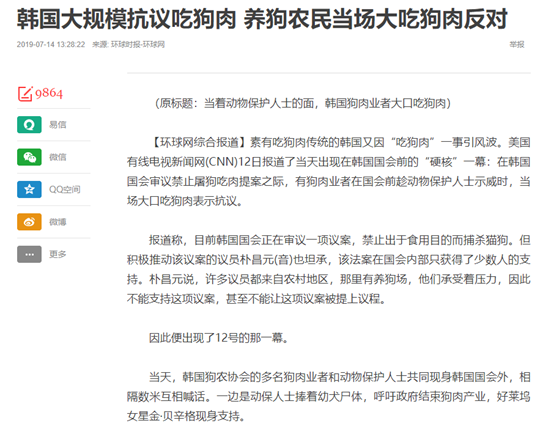 韩国大规模抗议吃狗肉 养狗农民当场大吃狗肉反对
2019-07-14 13:28:22 来源: 环球时报-环球网
举报
9864
易信
微信
QQ空间
微博
更多
（原标题：当着动物保护人士的面，韩国狗肉业者大口吃狗肉）
【环球网综合报道】素有吃狗肉传统的韩国又因“吃狗肉”一事引风波。美国
有线电视新闻网(CNN)12日报道了当天出现在韩国国会前的“硬核”一幕：在韩国
国会审议禁止屠狗吃肉提案之际，有狗肉业者在国会前趁动物保护人士示威时，当
场大口吃狗肉表示抗议。
报道称，目前韩国国会正在审议一项议案，禁止出于食用目的而捕杀猫狗。但
积极推动该议案的议员朴昌元(音)也坦承，该法案在国会内部只获得了少数人的支
持。朴昌元说，许多议员都来自农村地区，那里有养狗场，他们承受着压力，因此
不能支持这项议案，甚至不能让这项议案被提上议程。
因此便出现了12号的那一幕。
当天，韩国狗农协会的多名狗肉业者和动物保护人士共同现身韩国国会外，相
隔数米互相喊话。一边是动保人士捧着幼犬尸体，呼吁政府结束狗肉产业，好莱坞
女星金·贝辛格现身支持。